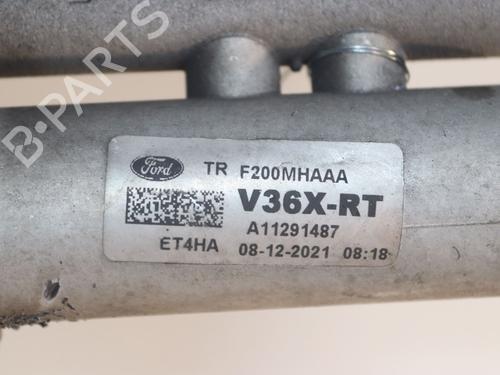 B-PARTS
Ford TR F200MHAAA
V36X-RT
A11291487
ET4HA 08-12-2021 08:18